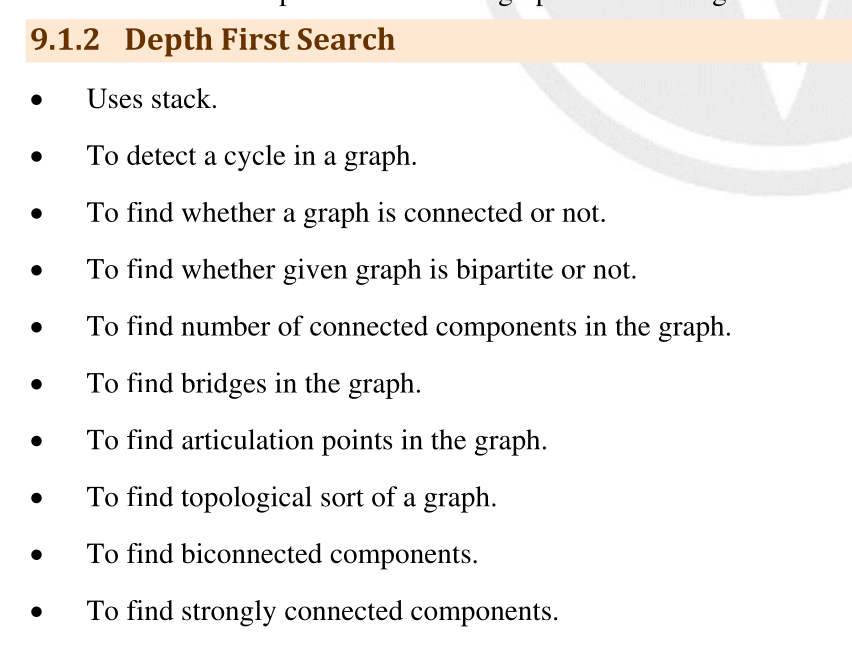 9.1.2 Depth First Search
• Uses stack.
• To detect a cycle in a graph.
• To find whether a graph is connected or not.
• To find whether given graph is bipartite or not.
• To find number of connected components in the graph.
• To find bridges in the graph.
• To find articulation points in the graph.
• To find topological sort of a graph.
• To find biconnected components.
• To find strongly connected components.